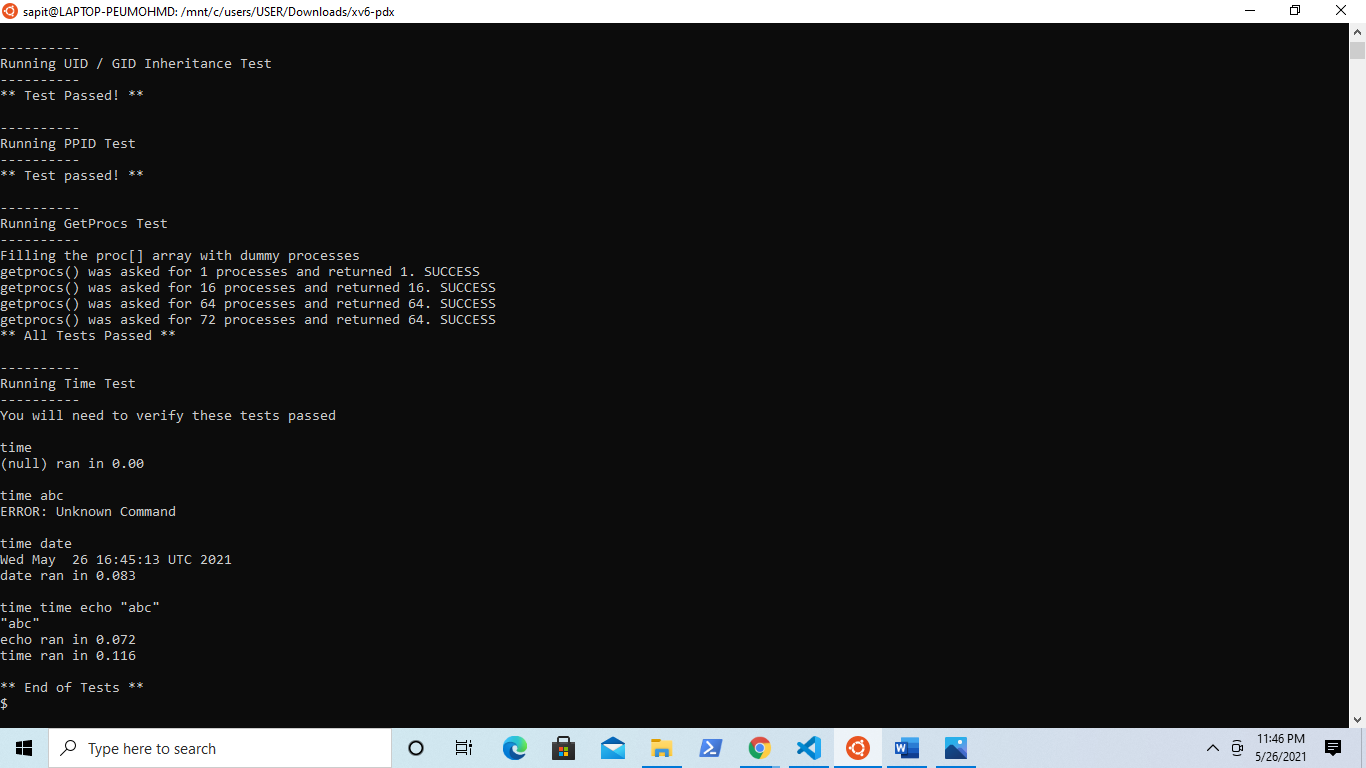 sapit@LAPTOP-PEUMOHMD: /mnt/c/users/USER/Downloads/xv6-pdx
----------
Running UID / GID Inheritance Test
----------
** Test Passed! **
----------
Running PPID Test
----------
** Test passed! **
----------
Running GetProcs Test
----------
Filling the proc[] array with dummy processes
getprocs() was asked for 1 processes and returned 1. SUCCESS
getprocs() was asked for 16 processes and returned 16. SUCCESS
getprocs() was asked for 64 processes and returned 64. SUCCESS
getprocs() was asked for 72 processes and returned 64. SUCCESS
** All Tests Passed **
----------
Running Time Test
----------
You will need to verify these tests passed
time
(null) ran in 0.00
time abc
ERROR: Unknown Command
time date
Wed May  26 16:45:13 UTC 2021
date ran in 0.083
time time echo "abc"
"abc"
echo ran in 0.072
time ran in 0.116
** End of Tests **
$
Type here to search
11:46 PM
5/26/2021